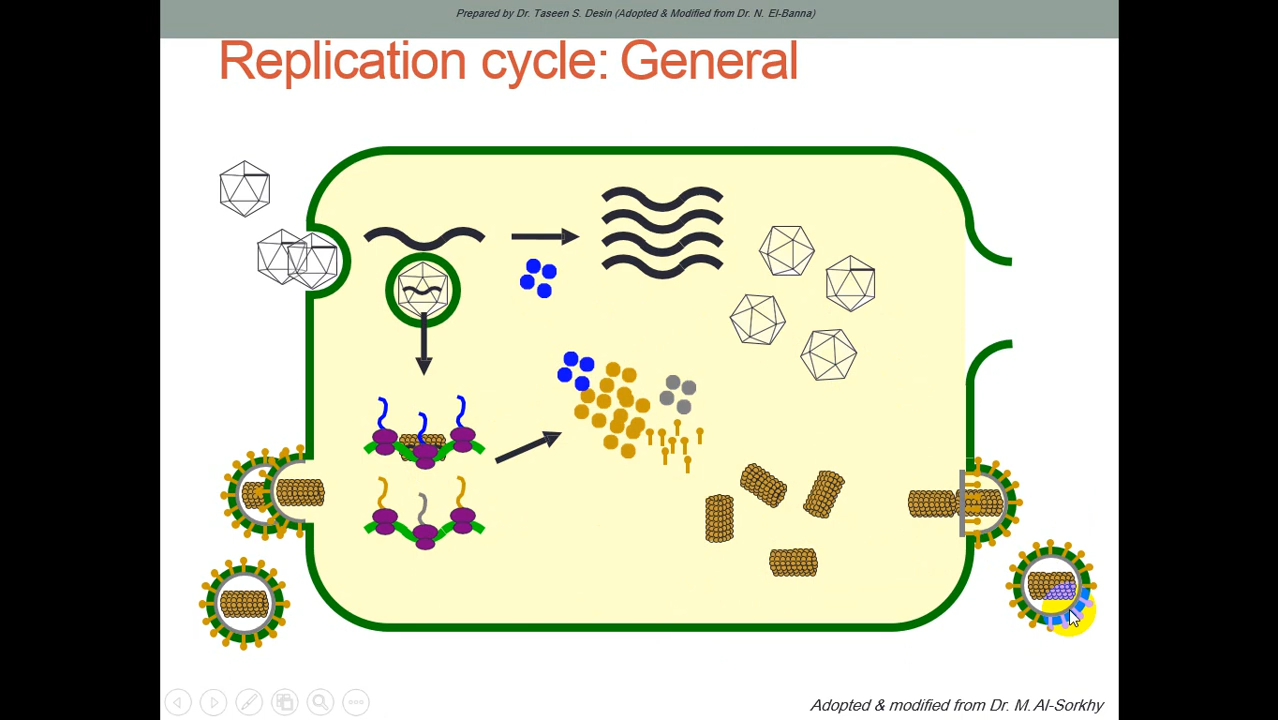 Prepared by Dr. Taseen S. Desin (Adopted & Modified from Dr. N. El-Banna)
Replication cycle: General
Adopted & modified from Dr. M. Al-Sorkhy